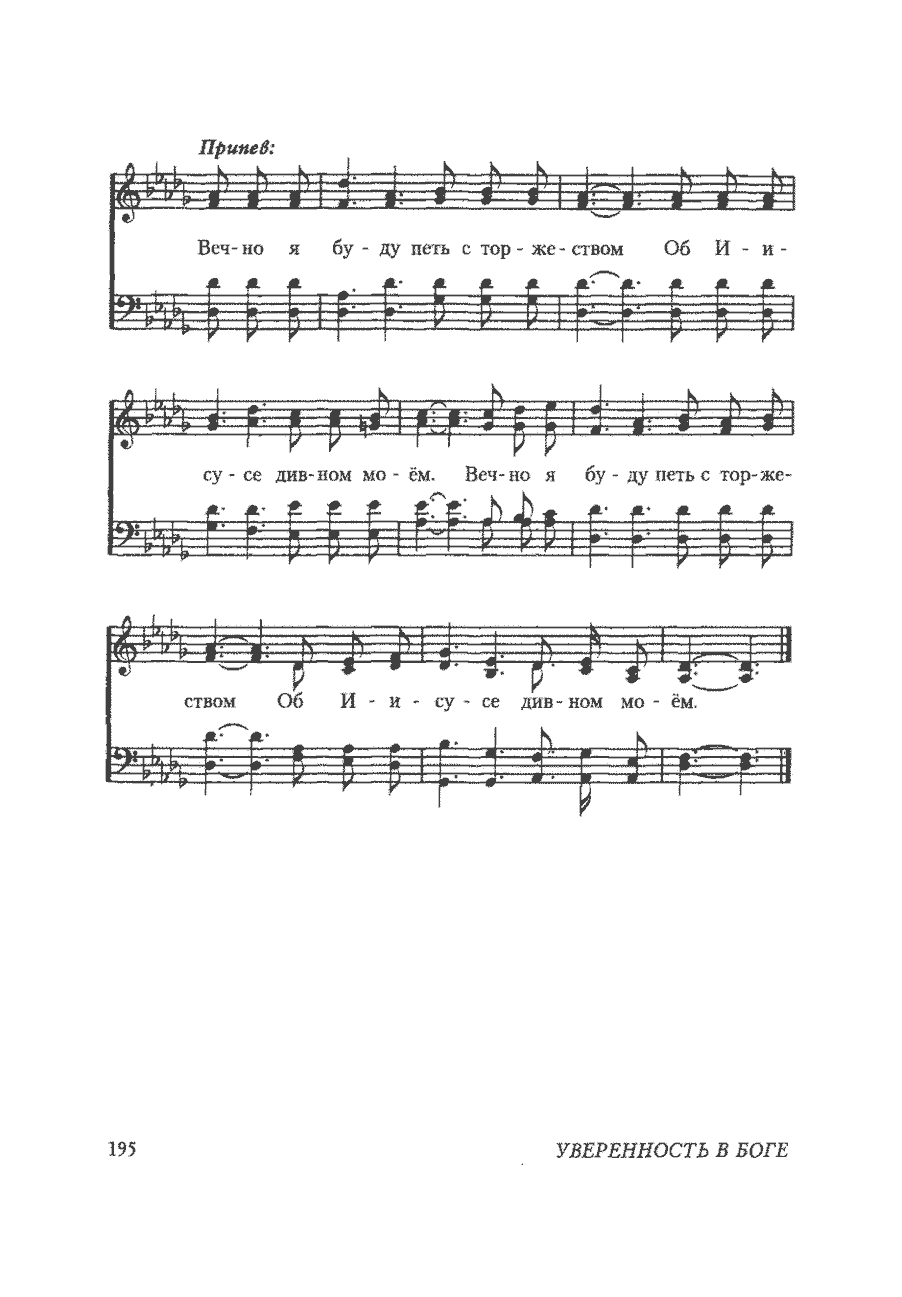 Припев:
Веч-но я бу - ду петь с тор - же - ством Об И - и -
су - се див-ном мо - ём. Веч-но я бу - ду петь с тор-же-
ством Об И - и - су - се див-ном мо - ём.
195 УВЕРЕННОСТЬ В БОГЕ